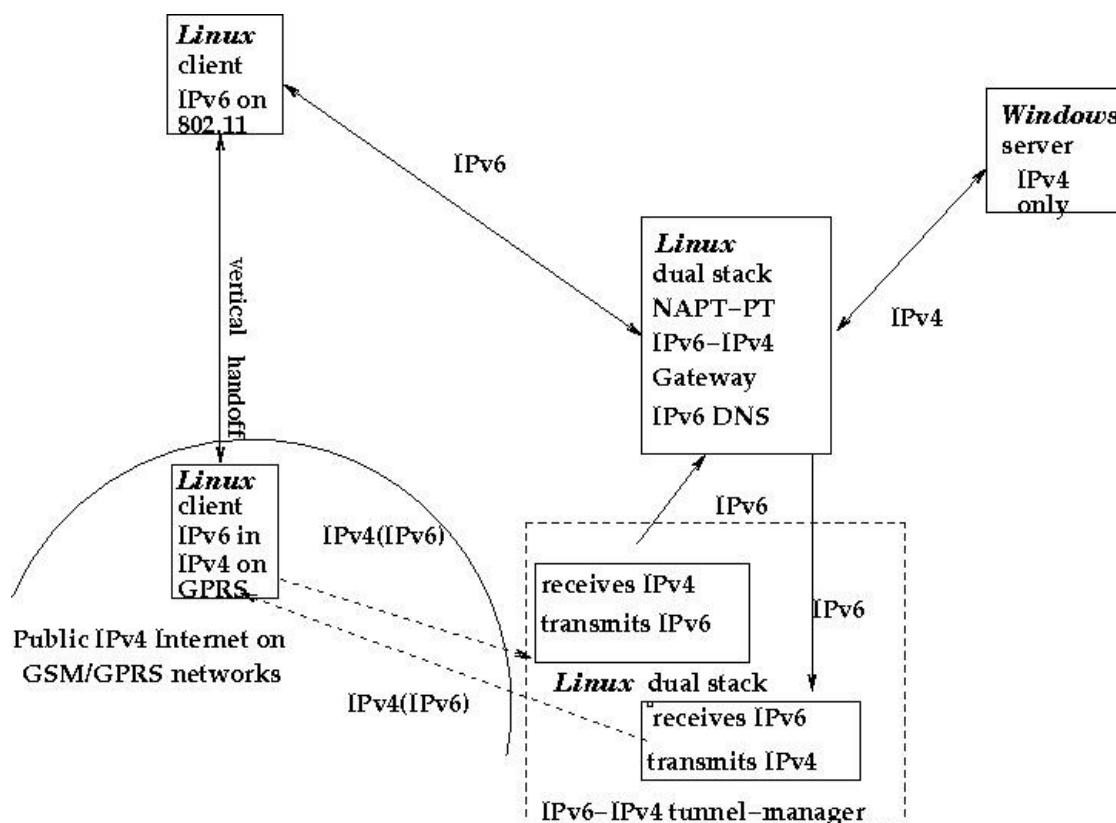 Linux
client
IPv6 on
802.11
IPv6
Windows
server
IPv4
only
Linux
dual stack
NAPT-PT
IPv6-IPv4
Gateway
IPv6 DNS
IPv4
vertical handoff
Linux
client
IPv6 in
IPv4 on
GPRS
IPv4(IPv6)
Public IPv4 Internet on
GSM/GPRS networks
IPv4(IPv6)
IPv6
receives IPv4
transmits IPv6
IPv6
Linux dual stack
receives IPv6
transmits IPv4
IPv6-IPv4 tunnel-manager